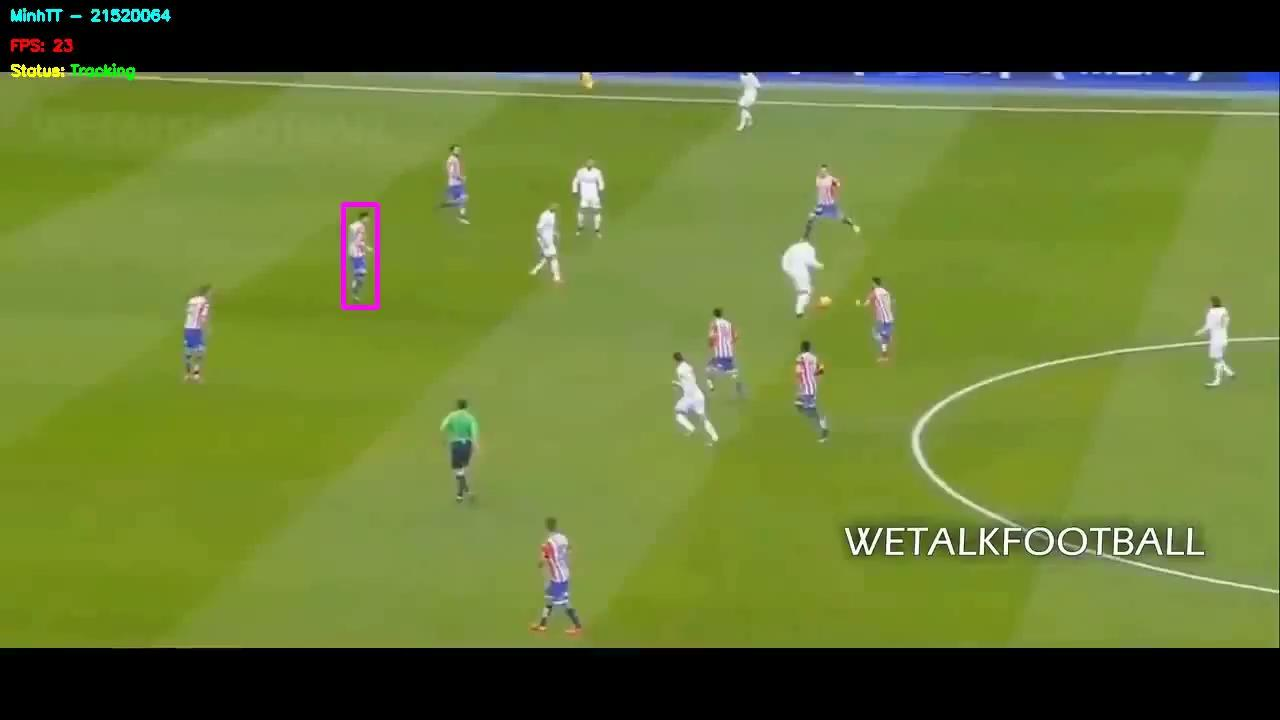 MinhTT - 21520064
FPS: 23
Status: Tracking
WETALKFOOTBALL